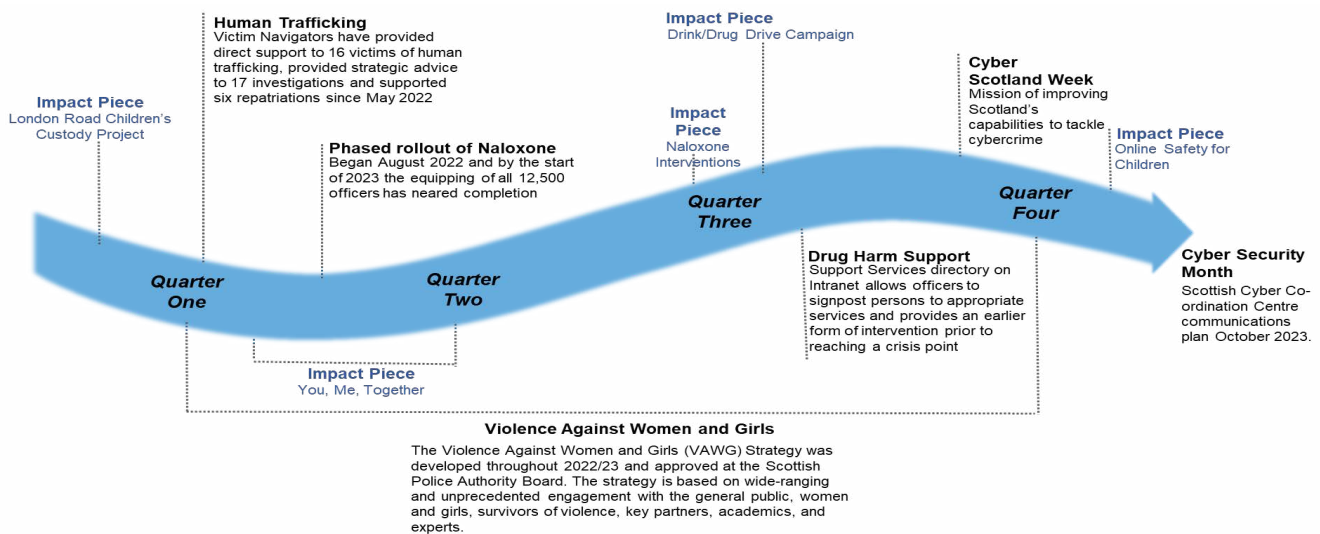 Human Trafficking
Victim Navigators have provided
direct support to 16 victims of human
trafficking, provided strategic advice
to 17 investigations and supported
six repatriations since May 2022
Impact Piece
Drink/Drug Drive Campaign
Cyber
Scotland Week
Mission of improving
Scotland's
capabilities to tackle
cybercrime
Impact Piece
London Road Children's
Custody Project
Impact
Piece
Naloxone
Interventions
Impact Piece
Online Safety for
Children
Phased rollout of Naloxone
Began August 2022 and by the start
of 2023 the equipping of all 12,500
officers has neared completion
Quarter
One
Quarter
Two
Quarter
Three
Quarter
Four
Drug Harm Support
Support Services directory on
Intranet allows officers to
signpost persons to appropriate
services and provides an earlier
form of intervention prior to
reaching a crisis point
Cyber Security
Month
Scottish Cyber Co-
ordination Centre
communications
plan October 2023.
Impact Piece
You, Me, Together
Violence Against Women and Girls
The Violence Against Women and Girls (VAWG) Strategy was
developed throughout 2022/23 and approved at the Scottish
Police Authority Board. The strategy is based on wide-ranging
and unprecedented engagement with the general public, women
and girls, survivors of violence, key partners, academics, and
experts.